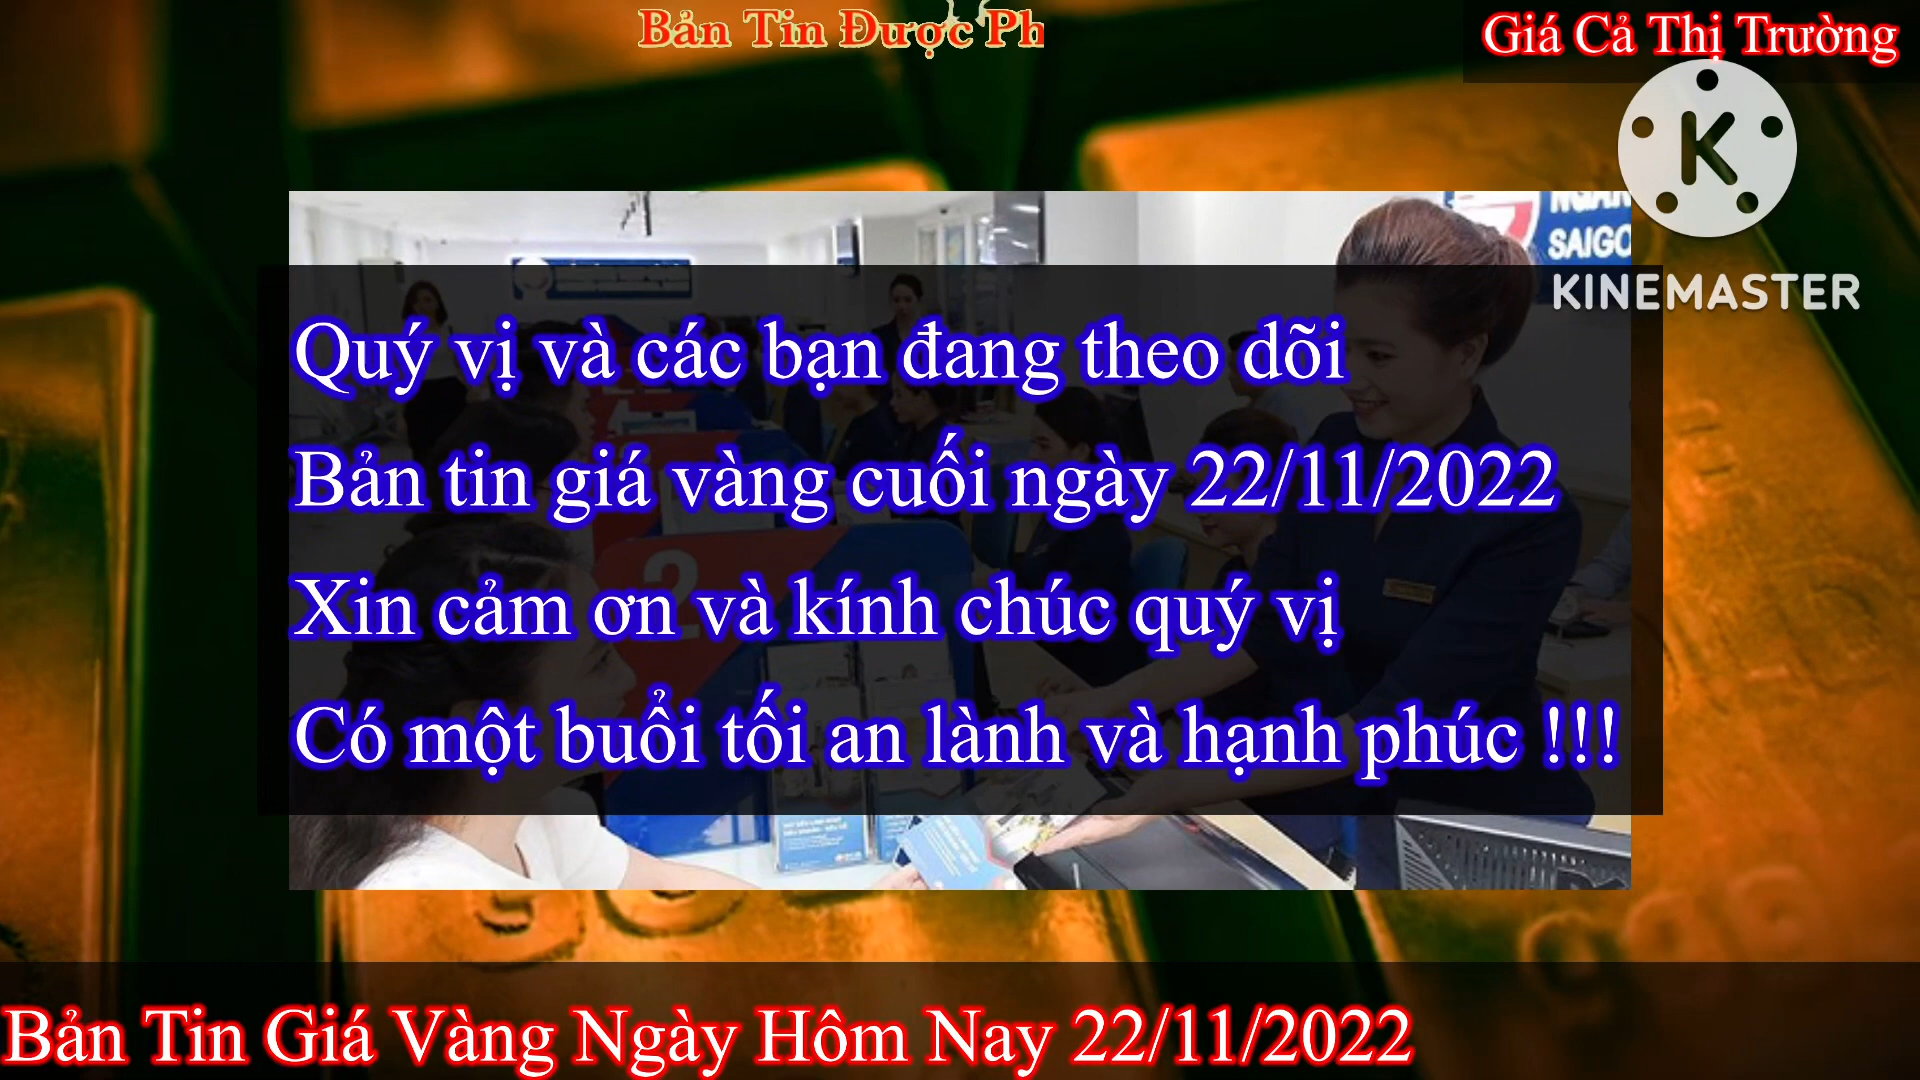 Bản Tin Được Ph
Giá Cả Thị Trường
K
KINEMASTER
SAIGO
Quý vị và các bạn đang theo dõi
Bản tin giá vàng cuối ngày 22/11/2022
Xin cảm ơn và kính chúc quý vị
Có một buổi tối an lành và hạnh phúc !!!
2
Bản Tin Giá Vàng Ngày Hôm Nay 22/11/2022